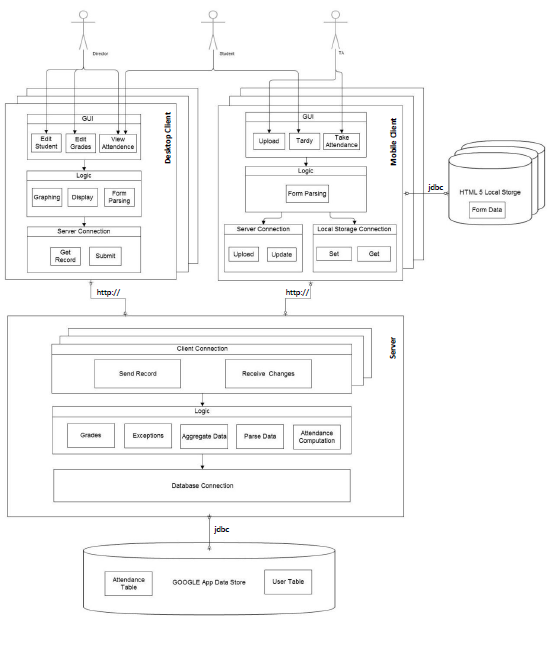 Director
Student
TA
Desktop Client
GUI
Edit
Student
Edit
Grades
View
Attendence
Logic
Graphing
Display
Form
Parsing
Server Connection
Get
Record
Submit
Mobile Client
GUI
Upload
Tardy
Take
Attendance
Logic
Form Parsing
Server Connection
Upload
Update
Local Storage Connection
Set
Get
jdbc
HTML 5 Local Storge
Form Data
http://
http://
Server
Client Connection
Send Record
Receive Changes
Logic
Grades
Exceptions
Aggregate Data
Parse Data
Attendance
Computation
Database Connection
jdbc
Attendance
Table
GOOGLE App Data Store
User Table